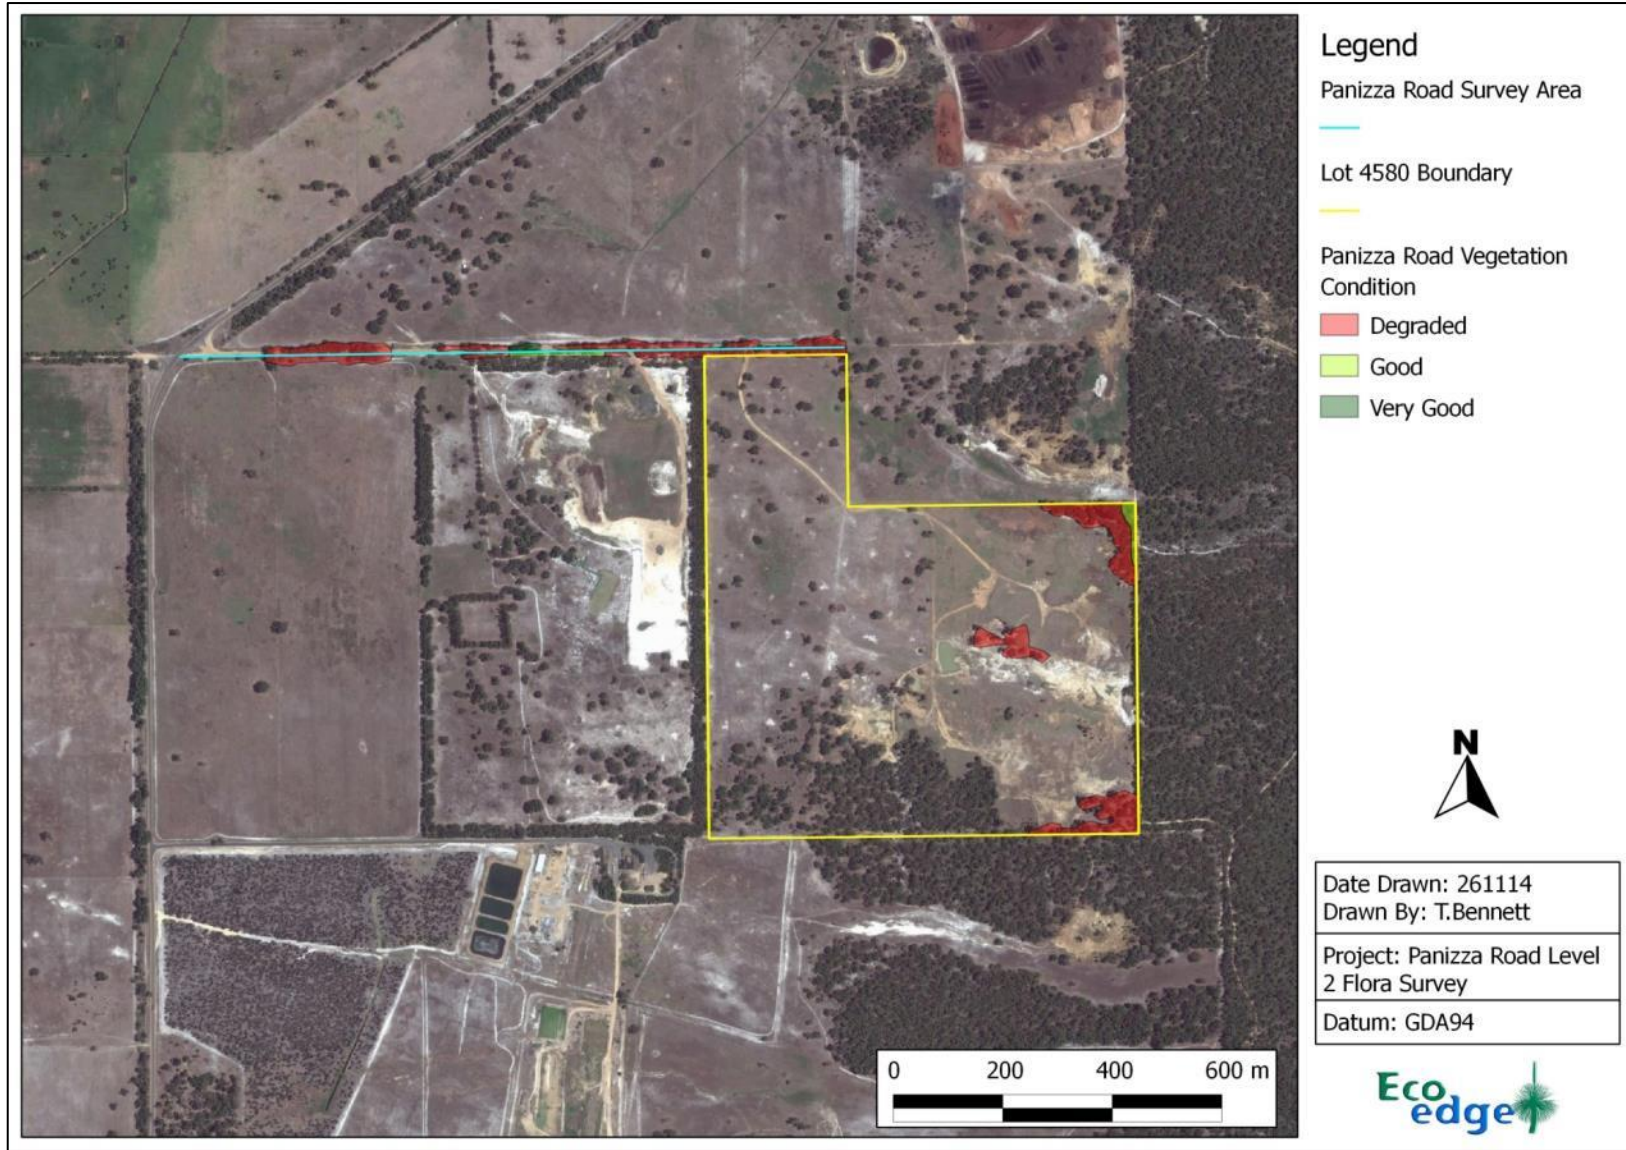 Legend
Panizza Road Survey Area
Lot 4580 Boundary
Panizza Road Vegetation
Condition
Degraded
Good
Very Good
N
Date Drawn: 261114
Drawn By: T.Bennett
Project: Panizza Road Level
2 Flora Survey
Datum: GDA94
0 200 400 600 m
Eco
edge